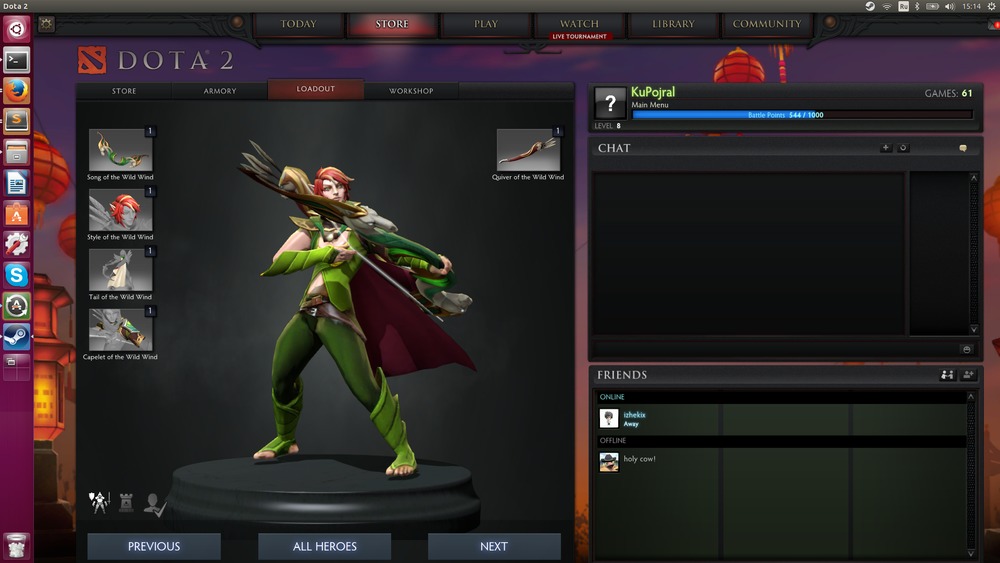 Dota 2
Ru
15:14
TODAY
STORE
PLAY
WATCH
LIBRARY
COMMUNITY
LIVE TOURNAMENT
DOTA 2
STORE
ARMORY
LOADOUT
WORKSHOP
1
Song of the Wild Wind
1
Style of the Wild Wind
1
Tail of the Wild Wind
1
Capelet of the Wild Wind
1
Quiver of the Wild Wind
PREVIOUS
ALL HEROES
NEXT
?
KuPojral
GAMES: 61
Main Menu
Battle Points 544 / 1000
LEVEL 8
CHAT
FRIENDS
ONLINE
izhekix
Away
OFFLINE
holy cow!